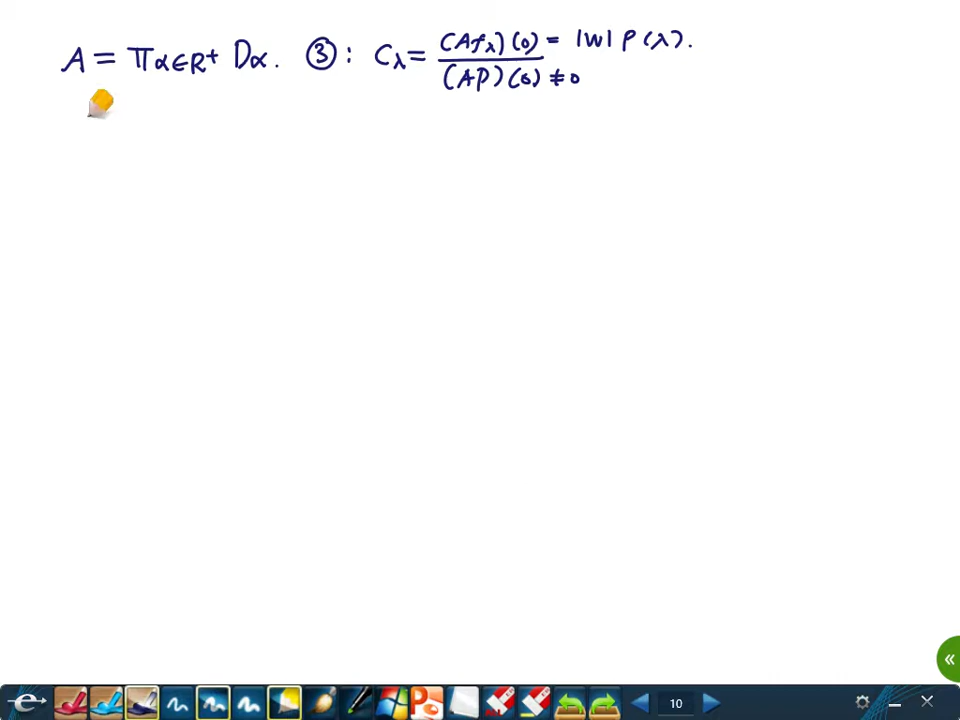 A = Πα∈R⁺ Dα. ③: Cλ = (Afλ)(0) = |W| P(λ).
(AP)(0) ≠ 0
10